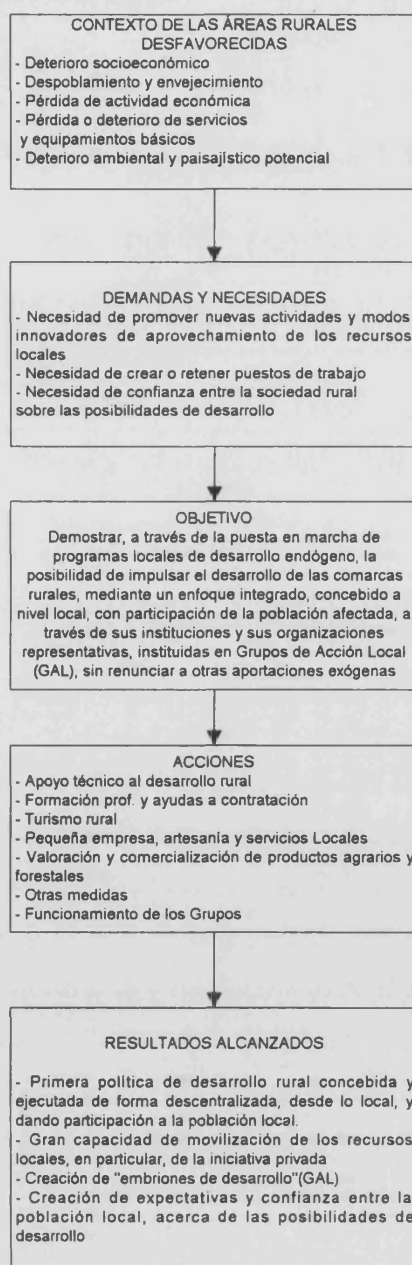 CONTEXTO DE LAS ÁREAS RURALES
DESFAVORECIDAS
- Deterioro socioeconómico
- Despoblamiento y envejecimiento
- Pérdida de actividad económica
- Pérdida o deterioro de servicios
y equipamientos básicos
- Deterioro ambiental y paisajístico potencial
DEMANDAS Y NECESIDADES
- Necesidad de promover nuevas actividades y modos
innovadores de aprovechamiento de los recursos
locales
- Necesidad de crear o retener puestos de trabajo
- Necesidad de confianza entre la sociedad rural
sobre las posibilidades de desarrollo
OBJETIVO
Demostrar, a través de la puesta en marcha de
programas locales de desarrollo endógeno, la
posibilidad de impulsar el desarrollo de las comarcas
rurales, mediante un enfoque integrado, concebido a
nivel local, con participación de la población afectada, a
través de sus instituciones y sus organizaciones
representativas, instituidas en Grupos de Acción Local
(GAL), sin renunciar a otras aportaciones exógenas
ACCIONES
- Apoyo técnico al desarrollo rural
- Formación prof. y ayudas a contratación
- Turismo rural
- Pequeña empresa, artesanía y servicios Locales
- Valoración y comercialización de productos agrarios y
forestales
- Otras medidas
- Funcionamiento de los Grupos
RESULTADOS ALCANZADOS
- Primera política de desarrollo rural concebida y
ejecutada de forma descentralizada, desde lo local, y
dando participación a la población local.
- Gran capacidad de movilización de los recursos
locales, en particular, de la iniciativa privada
- Creación de "embriones de desarrollo"(GAL)
- Creación de expectativas y confianza entre la
población local, acerca de las posibilidades de
desarrollo